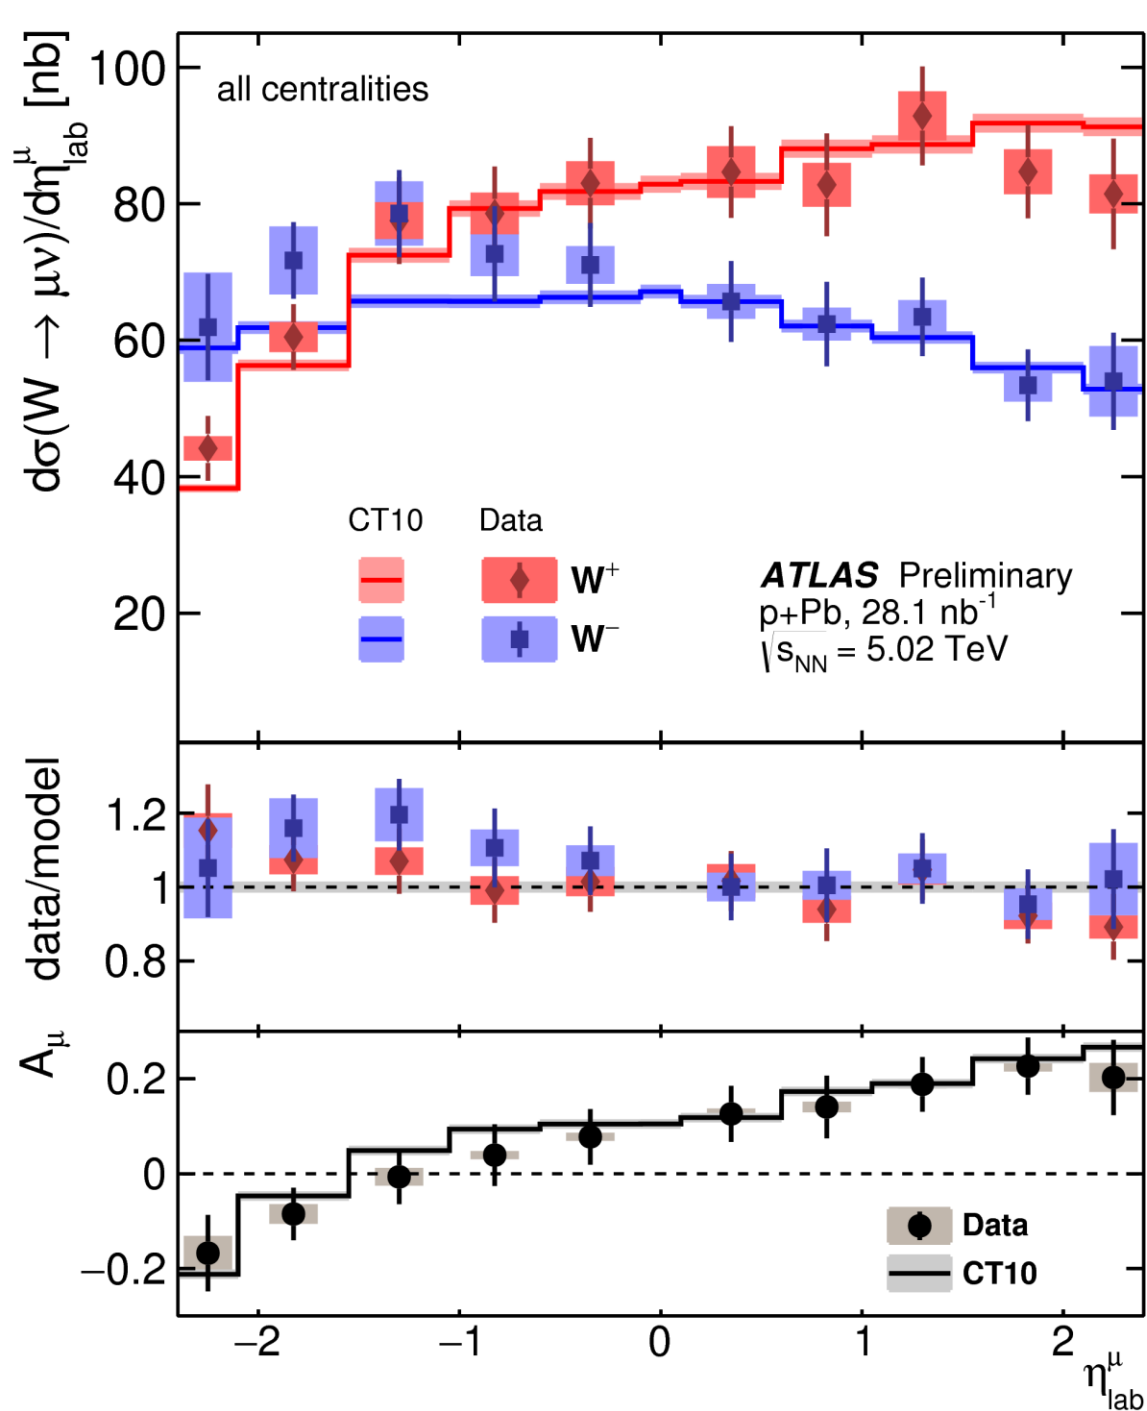 dσ(W → μν)/dη^μ_lab [nb]
all centralities
100
80
60
40
20
CT10 Data
W⁺
W⁻
ATLAS Preliminary
p+Pb, 28.1 nb⁻¹
√s_NN = 5.02 TeV
data/model
1.2
1
0.8
A_μ
0.2
0
−0.2
Data
CT10
−2 −1 0 1 2
η^μ_lab